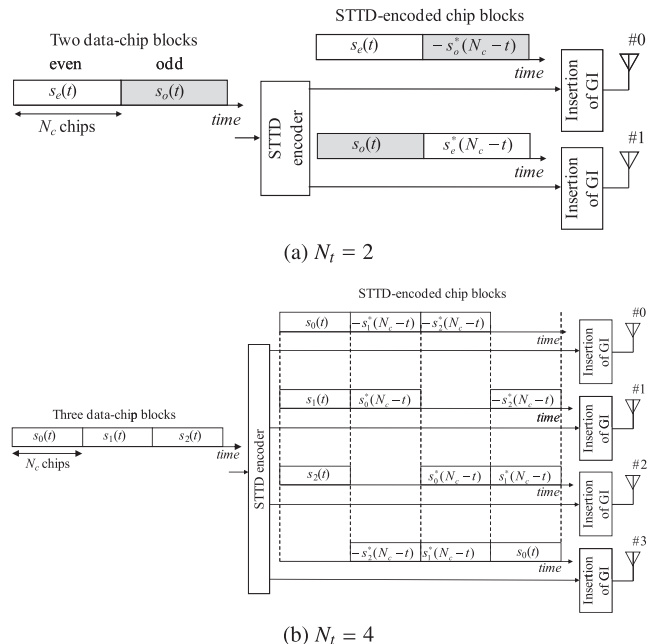 STTD-encoded chip blocks
Two data-chip blocks
even odd
s_e(t) s_o(t)
time
N_c chips
STTD encoder
s_e(t) −s_o^*(N_c−t)
time
s_o(t) s_e^*(N_c−t)
time
Insertion of GI
#0
Insertion of GI
#1
(a) N_t = 2
STTD-encoded chip blocks
Three data-chip blocks
s_0(t) s_1(t) s_2(t)
time
N_c chips
STTD encoder
s_0(t) −s_1^*(N_c−t) −s_2^*(N_c−t)
time
s_1(t) s_0^*(N_c−t) −s_2^*(N_c−t)
time
s_2(t) s_0^*(N_c−t) s_1^*(N_c−t)
time
−s_2^*(N_c−t) s_1^*(N_c−t) s_0(t)
time
Insertion of GI
#0
Insertion of GI
#1
Insertion of GI
#2
Insertion of GI
#3
(b) N_t = 4